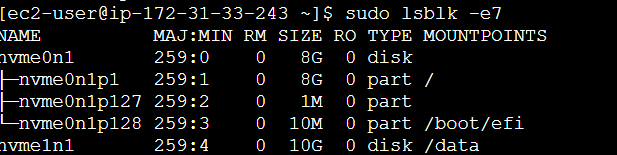 [ec2-user@ip-172-31-33-243 ~]$ sudo lsblk -e7
NAME          MAJ:MIN RM SIZE RO TYPE MOUNTPOINTS
nvme0n1       259:0    0   8G  0 disk
├─nvme0n1p1   259:1    0   8G  0 part /
├─nvme0n1p127 259:2    0   1M  0 part
└─nvme0n1p128 259:3    0  10M  0 part /boot/efi
nvme1n1       259:4    0  10G  0 disk /data